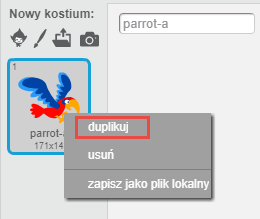 Nowy kostium:
parrot-a
1
parrot-a
171x14
duplikuj
usuń
zapisz jako plik lokalny